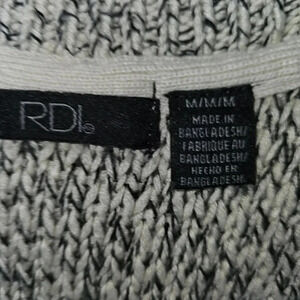 RDI®
M/M/M
MADE IN
BANGLADESH/
FABRIQUE AU
BANGLADESH/
HECHO EN
BANGLADESH